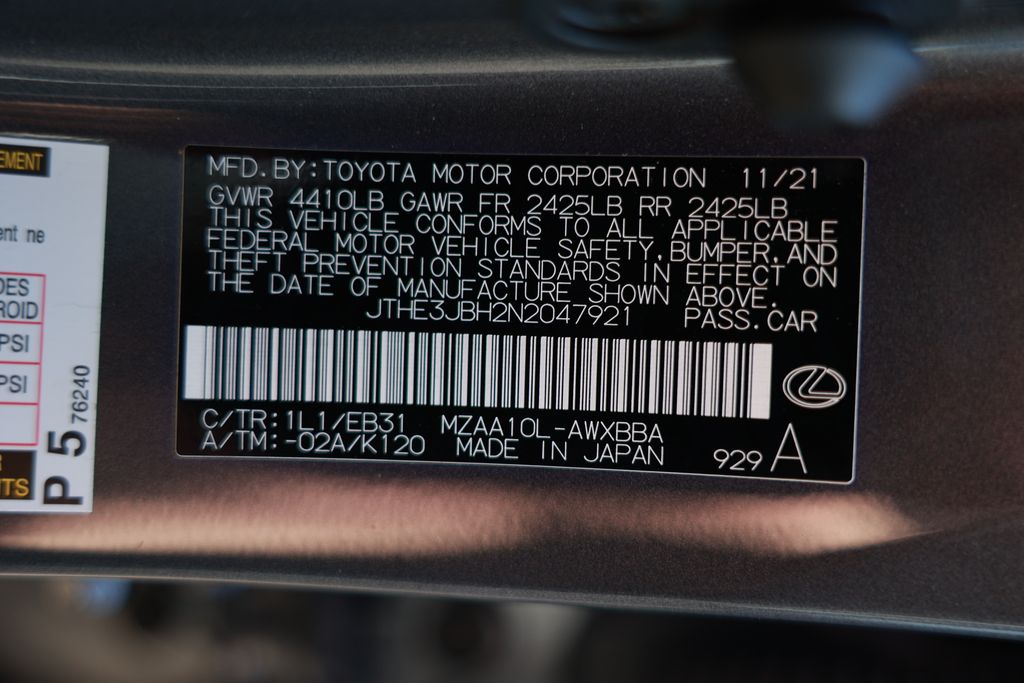 EMENT
ent ne
DES
ROID
PSI
PSI
R
ITS
P 5 76240
MFD.BY:TOYOTA MOTOR CORPORATION 11/21
GVWR 4410LB GAWR FR 2425LB RR 2425LB
THIS VEHICLE CONFORMS TO ALL APPLICABLE
FEDERAL MOTOR VEHICLE SAFETY,BUMPER,AND
THEFT PREVENTION STANDARDS IN EFFECT ON
THE DATE OF MANUFACTURE SHOWN ABOVE.
JTHE3JBH2N2047921 PASS.CAR
C/TR:1L1/EB31 MZAA10L-AWXBBA
A/TM:-02A/K120 MADE IN JAPAN 929 A